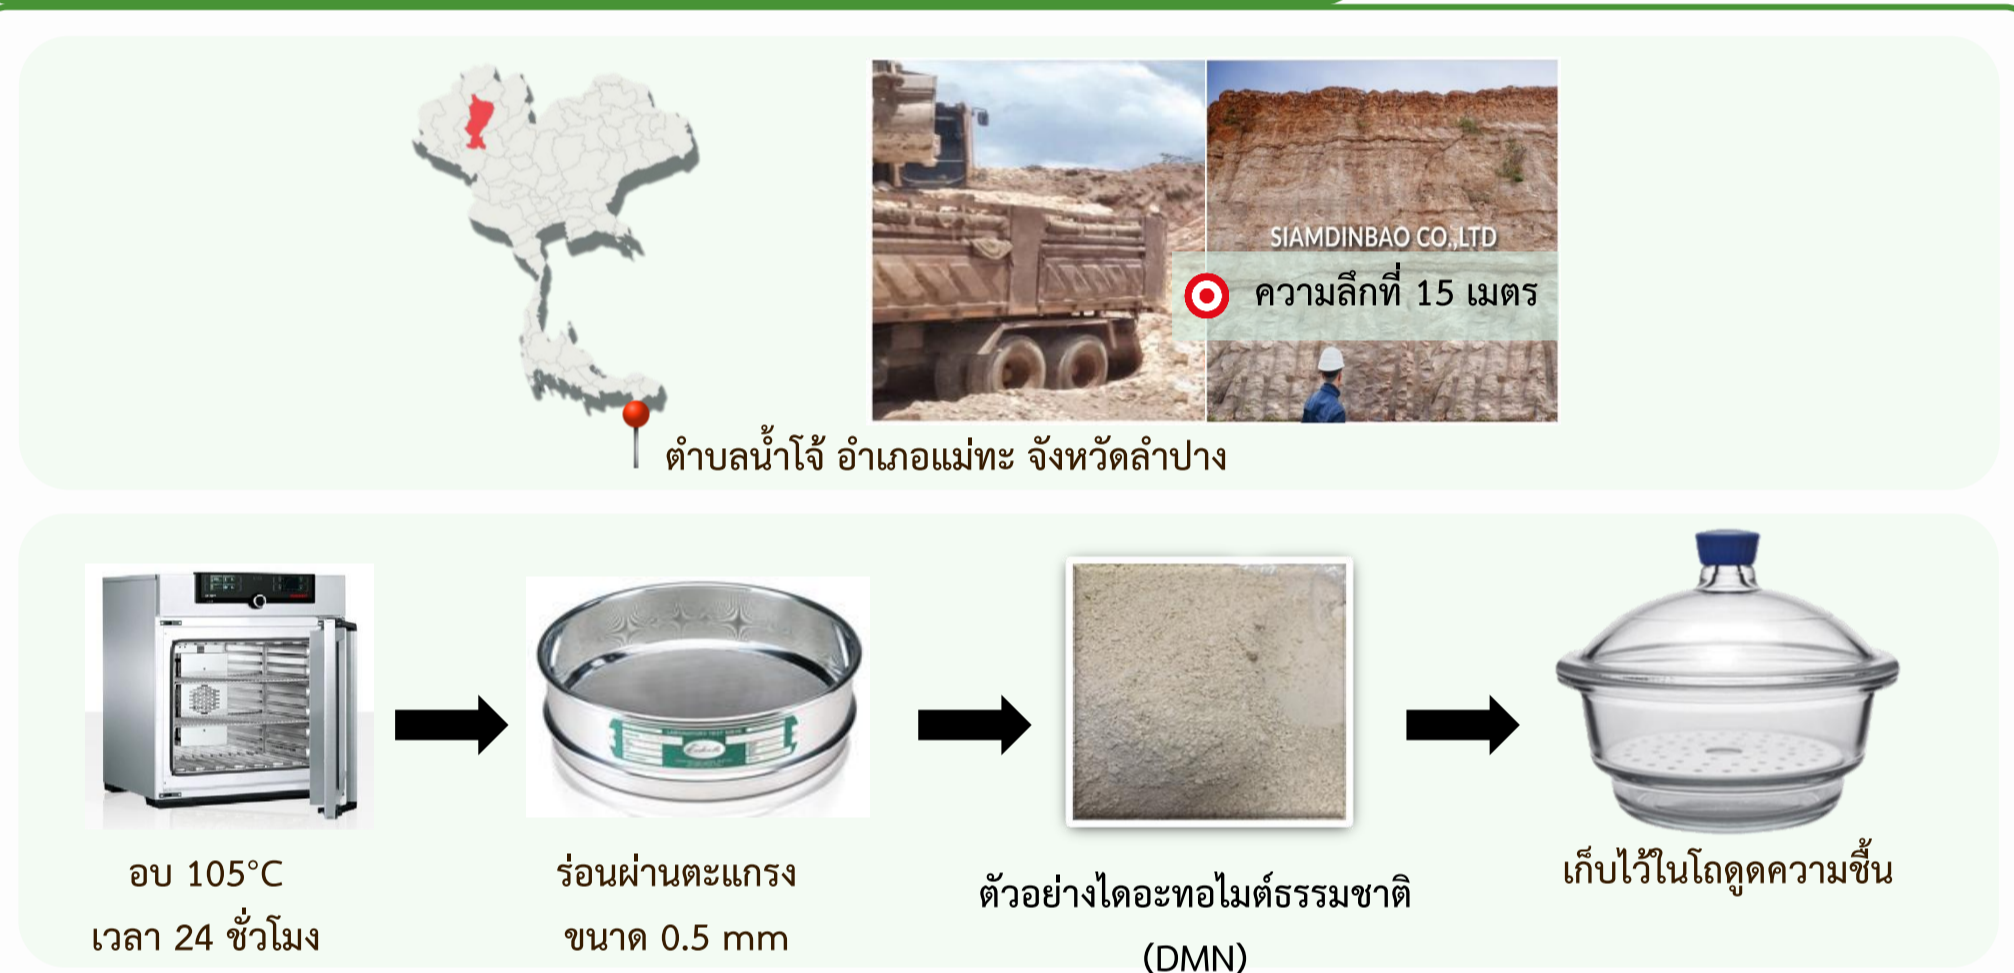 SIAMDINBAO CO.,LTD
ความลึกที่ 15 เมตร
ตำบลน้ำโจ้ อำเภอแม่ทะ จังหวัดลำปาง
อบ 105°C
เวลา 24 ชั่วโมง
ร่อนผ่านตะแกรง
ขนาด 0.5 mm
ตัวอย่างไดอะทอไมต์ธรรมชาติ
(DMN)
เก็บไว้ในโถดูดความชื้น